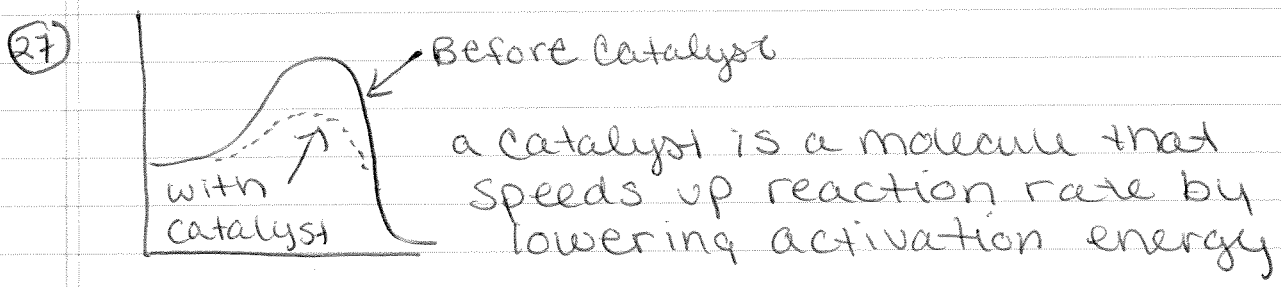 27
Before Catalyst
a catalyst is a molecule that
speeds up reaction rate by
lowering activation energy
with
catalyst